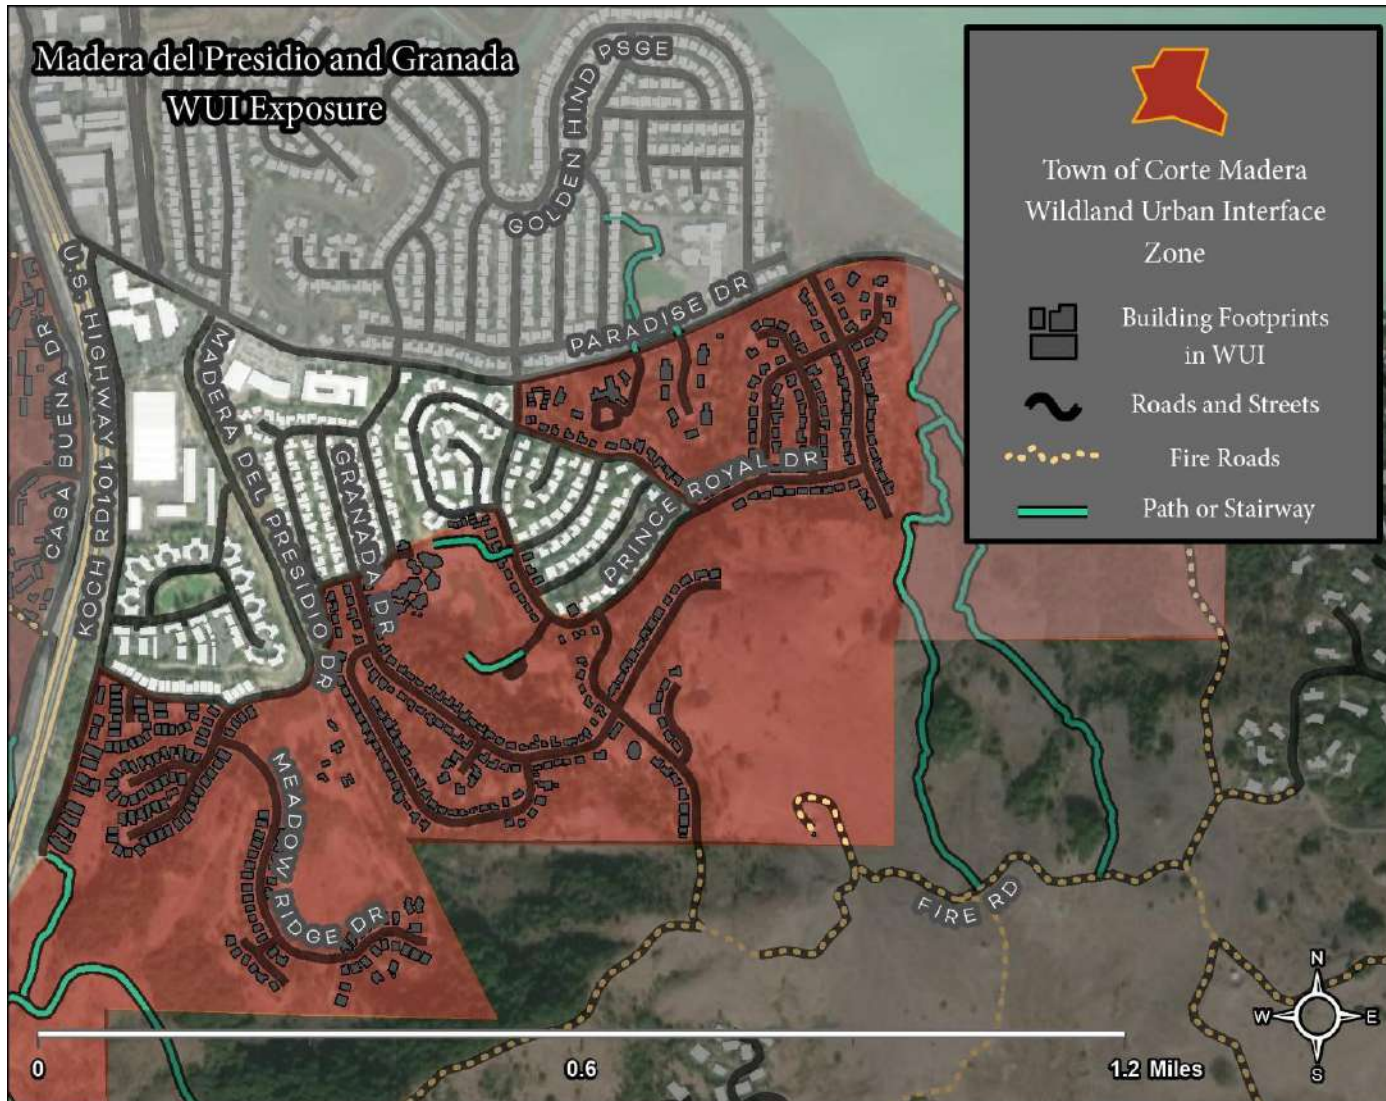 Madera del Presidio and Granada
WUI Exposure
GOLDEN HIND PSGE
Town of Corte Madera
Wildland Urban Interface
Zone
Building Footprints
in WUI
Roads and Streets
Fire Roads
Path or Stairway
U.S. HIGHWAY 101
CASA BUENA DR
KOCH RD
MADERA DEL PRESIDIO DR
GRANADA DR
PARADISE DR
PRINCE ROYAL DR
MEADOW RIDGE DR
FIRE RD
N
W
E
S
0
0.6
1.2 Miles